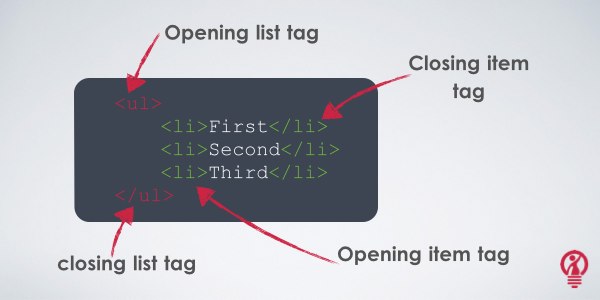 Opening list tag
Closing item
tag
<ul>
<li>First</li>
<li>Second</li>
<li>Third</li>
</ul>
closing list tag
Opening item tag